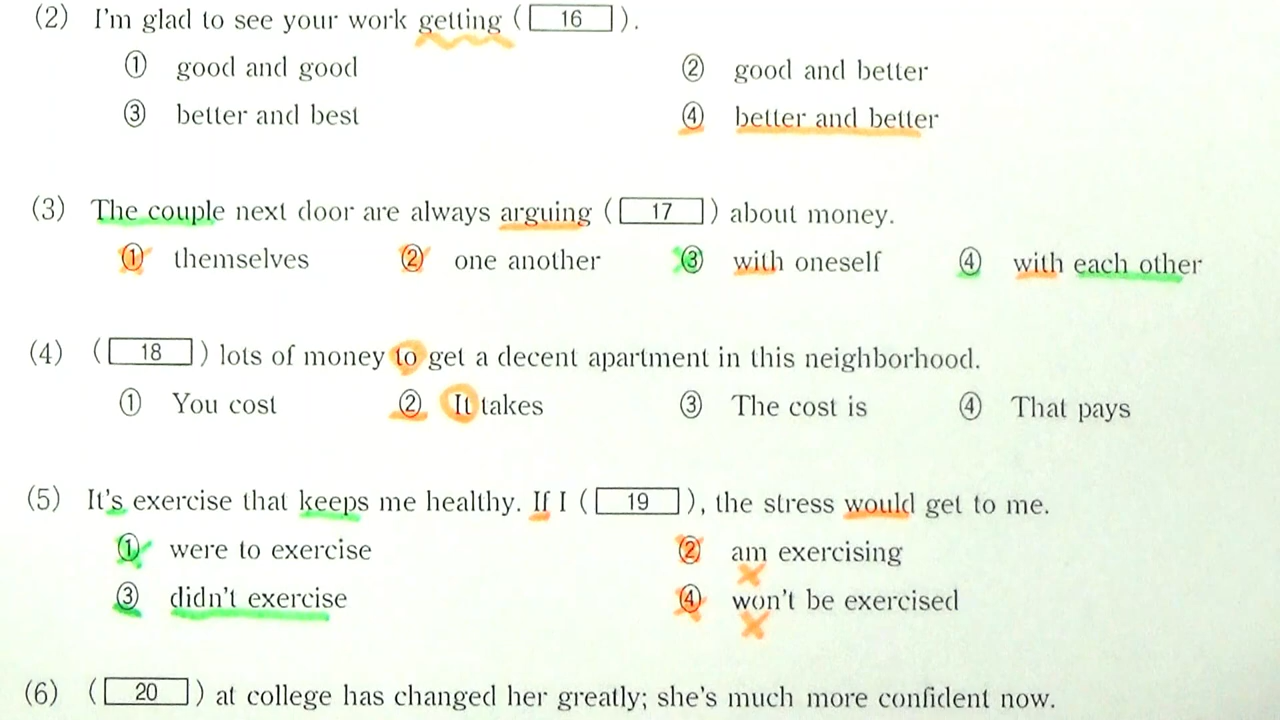 (2) I'm glad to see your work getting ( 16 ).
① good and good ② good and better
③ better and best ④ better and better
(3) The couple next door are always arguing ( 17 ) about money.
① themselves ② one another ③ with oneself ④ with each other
(4) ( 18 ) lots of money to get a decent apartment in this neighborhood.
① You cost ② It takes ③ The cost is ④ That pays
(5) It's exercise that keeps me healthy. If I ( 19 ), the stress would get to me.
① were to exercise ② am exercising
③ didn't exercise ④ won't be exercised
(6) ( 20 ) at college has changed her greatly; she's much more confident now.